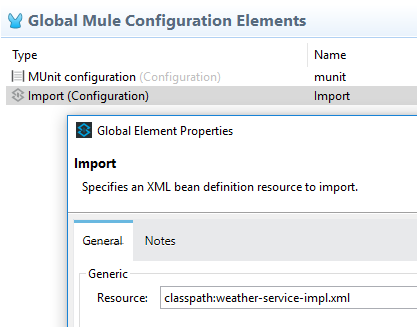 Global Mule Configuration Elements
Type Name
MUnit configuration (Configuration) munit
Import (Configuration) Import
Global Element Properties
Import
Specifies an XML bean definition resource to import.
General Notes
Generic
Resource: classpath:weather-service-impl.xml